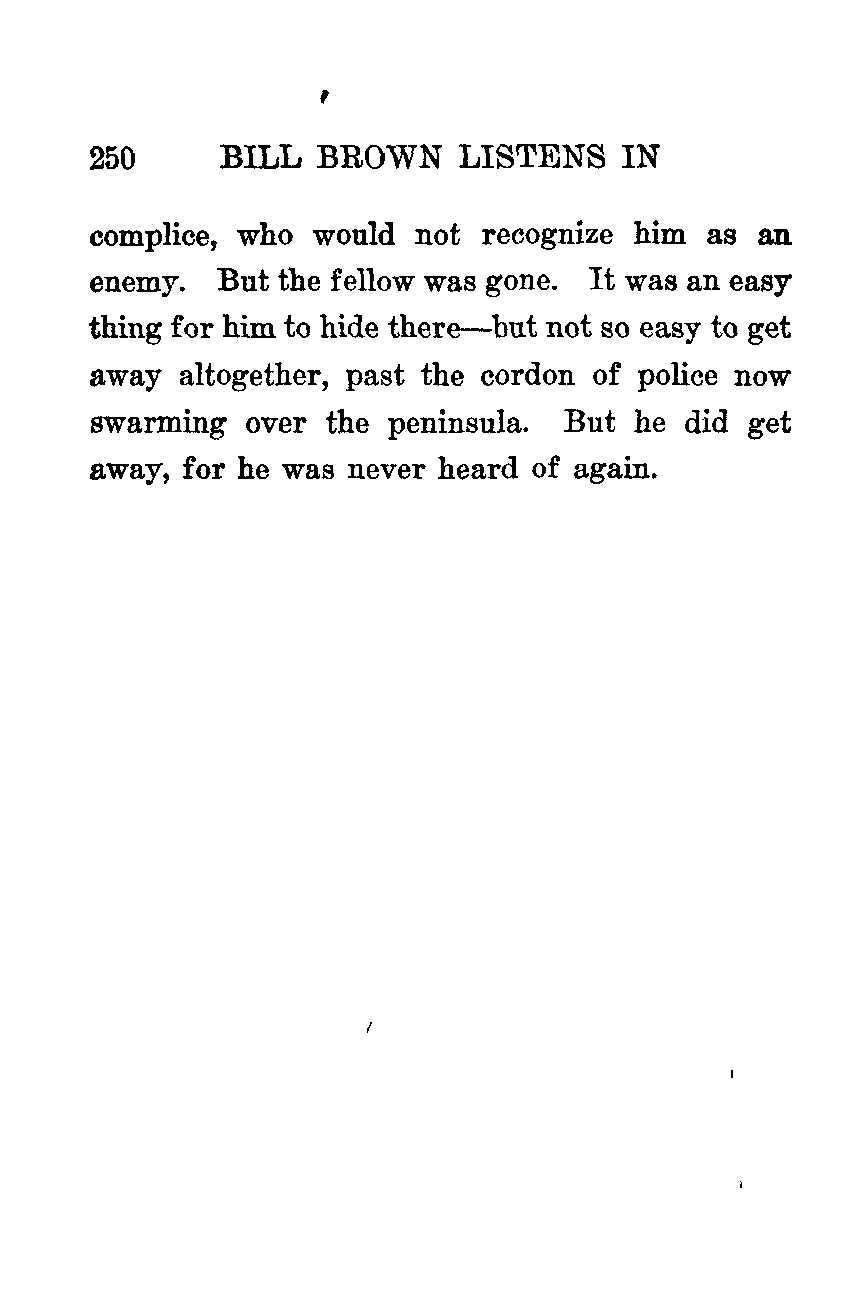 250 BILL BROWN LISTENS IN
complice, who would not recognize him as an
enemy. But the fellow was gone. It was an easy
thing for him to hide there—but not so easy to get
away altogether, past the cordon of police now
swarming over the peninsula. But he did get
away, for he was never heard of again.